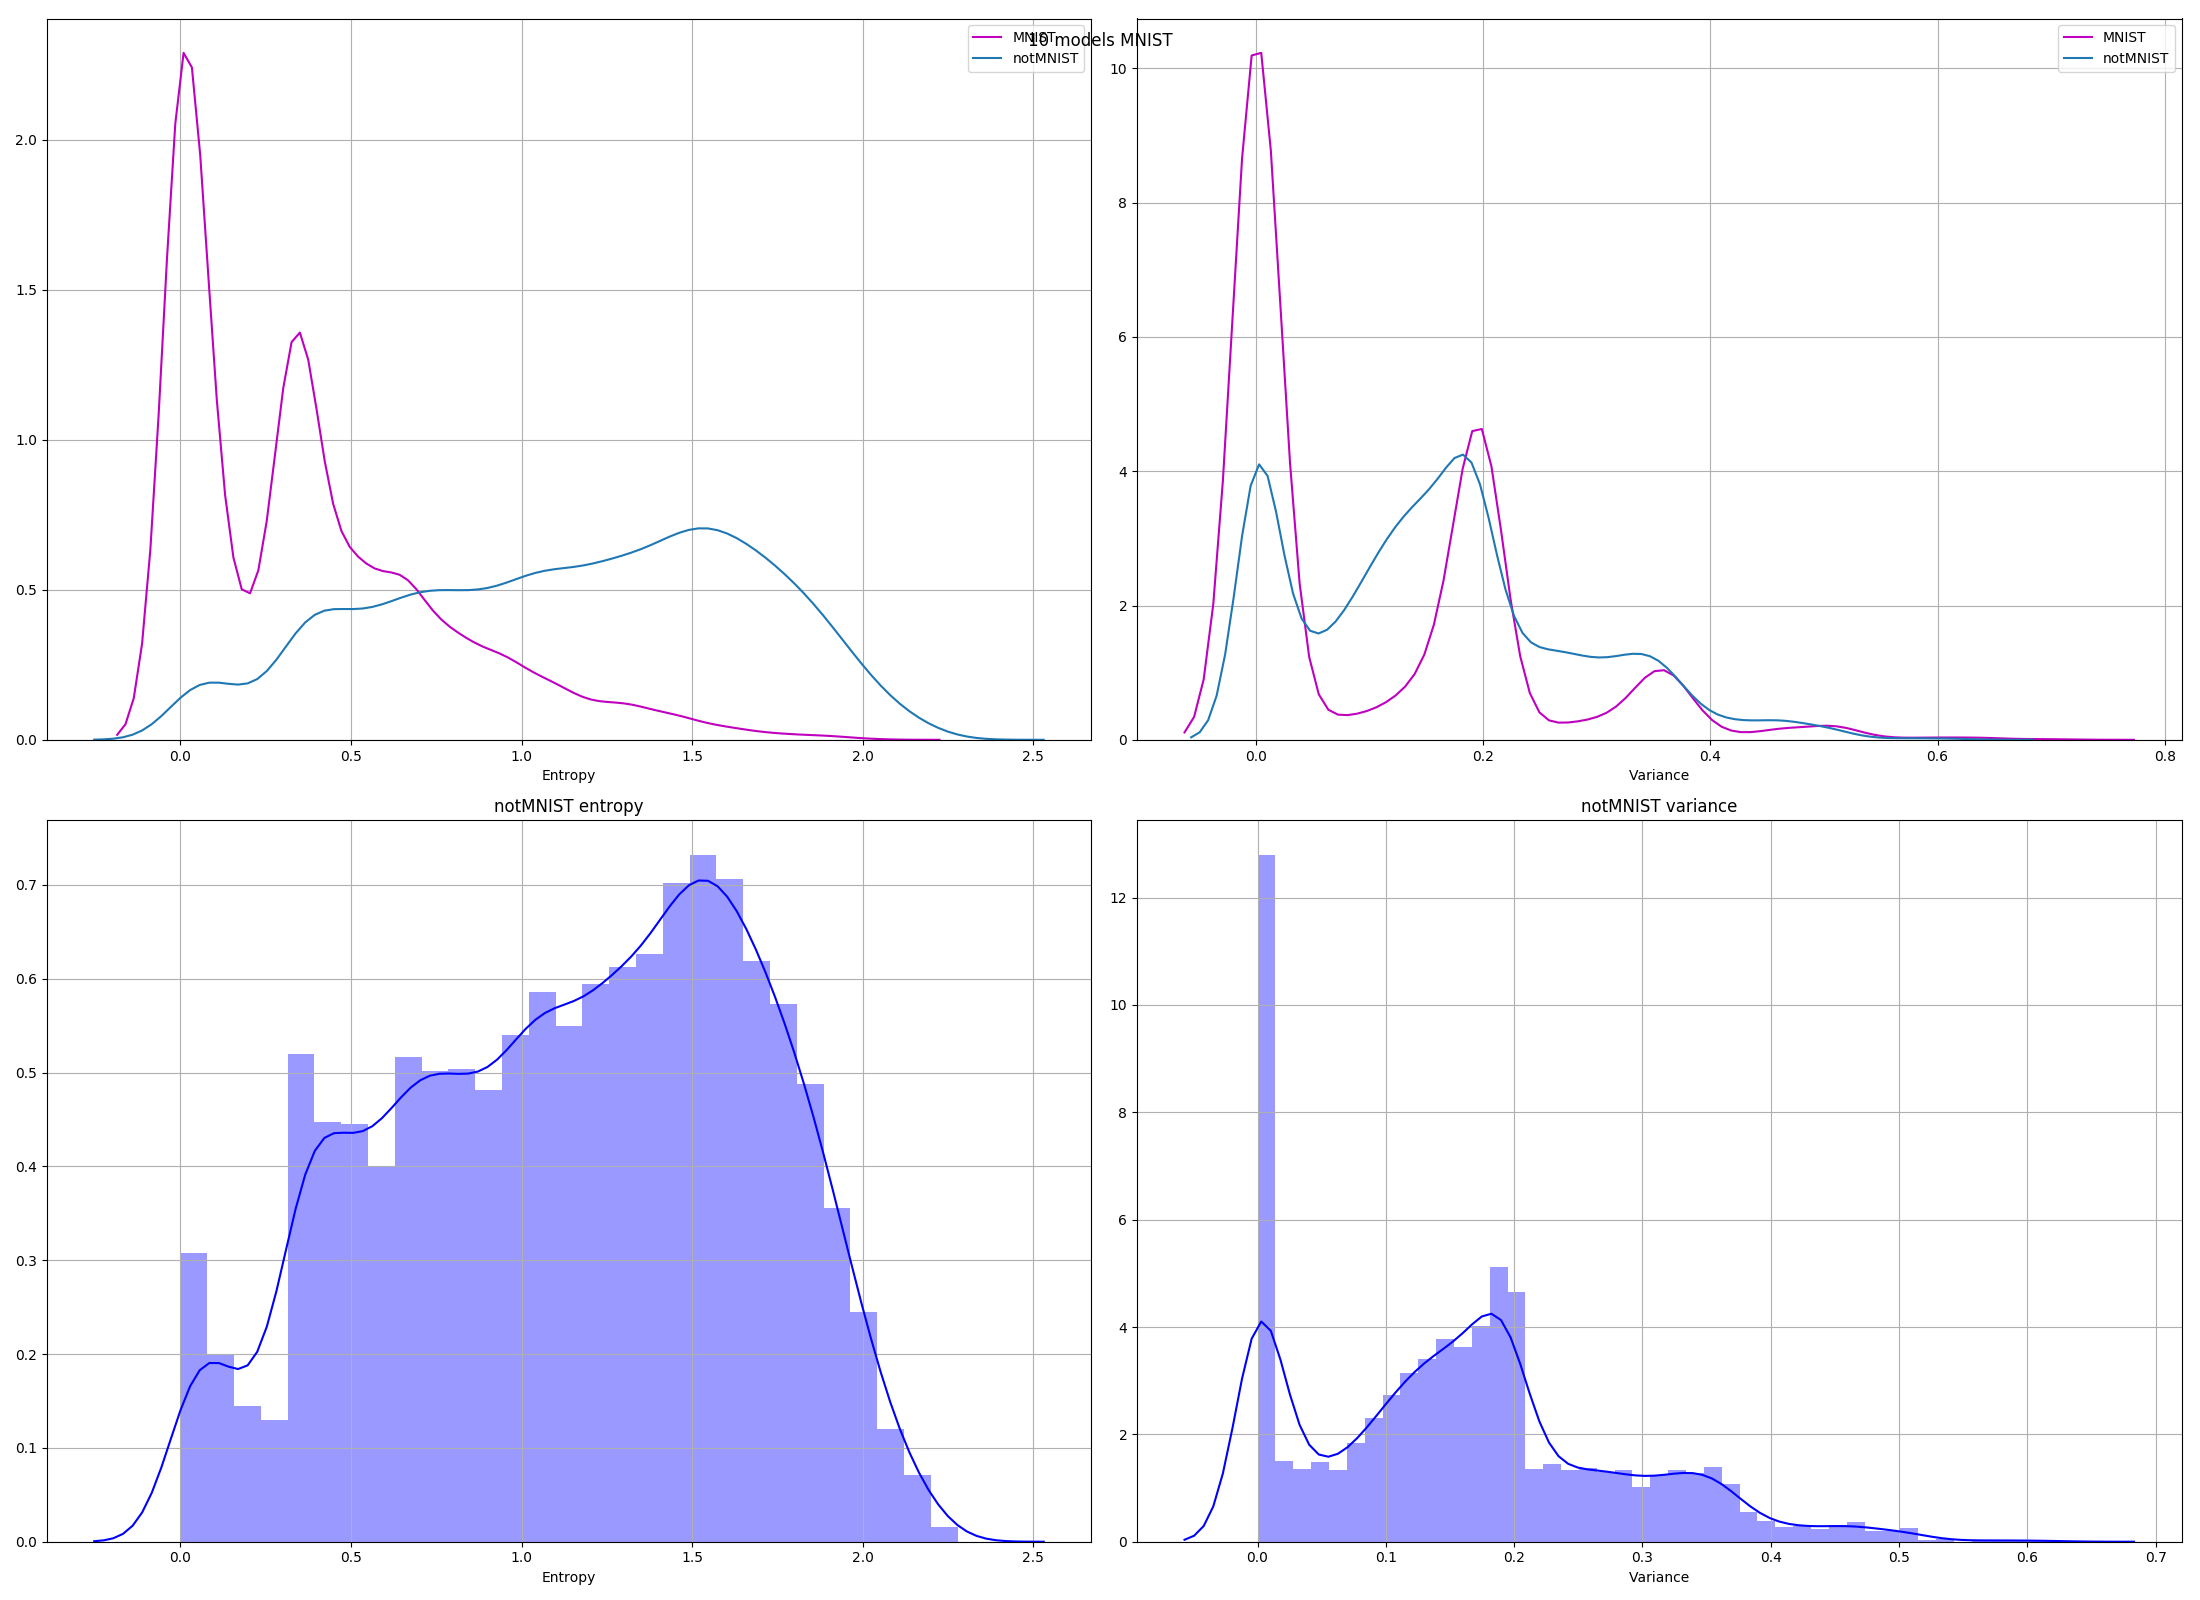 10 models MNIST
MNIST
notMNIST
2.0
1.5
1.0
0.5
0.0
0.0 0.5 1.0 1.5 2.0 2.5
Entropy
MNIST
notMNIST
10
8
6
4
2
0
0.0 0.2 0.4 0.6 0.8
Variance
notMNIST entropy
0.7
0.6
0.5
0.4
0.3
0.2
0.1
0.0
0.0 0.5 1.0 1.5 2.0 2.5
Entropy
notMNIST variance
12
10
8
6
4
2
0
0.0 0.1 0.2 0.3 0.4 0.5 0.6 0.7
Variance